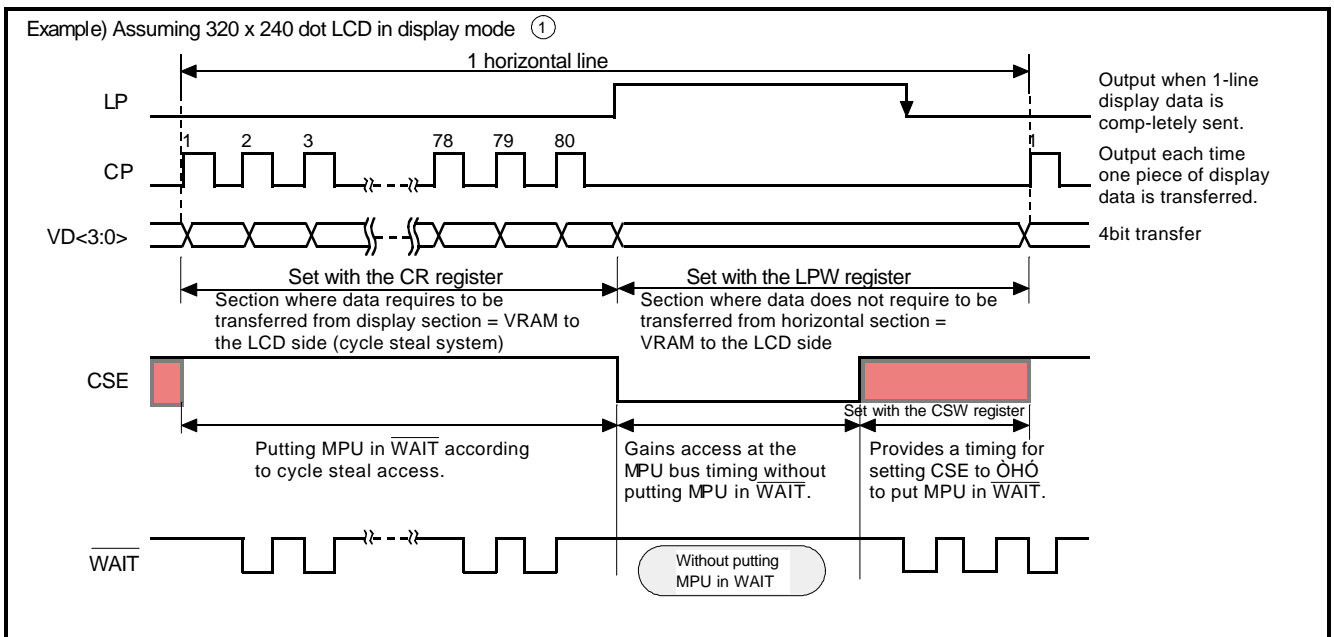 Example) Assuming 320 x 240 dot LCD in display mode ①
1 horizontal line
LP
Output when 1-line
display data is
comp-letely sent.
1 2 3 78 79 80 1
CP
Output each time
one piece of display
data is transferred.
VD<3:0>
4bit transfer
Set with the CR register
Section where data requires to be
transferred from display section = VRAM to
the LCD side (cycle steal system)
Set with the LPW register
Section where data does not require to be
transferred from horizontal section =
VRAM to the LCD side
CSE
Set with the CSW register
Putting MPU in WAIT according
to cycle steal access.
Gains access at the
MPU bus timing without
putting MPU in WAIT.
Provides a timing for
setting CSE to ÒHÓ
to put MPU in WAIT.
WAIT
Without putting
MPU in WAIT